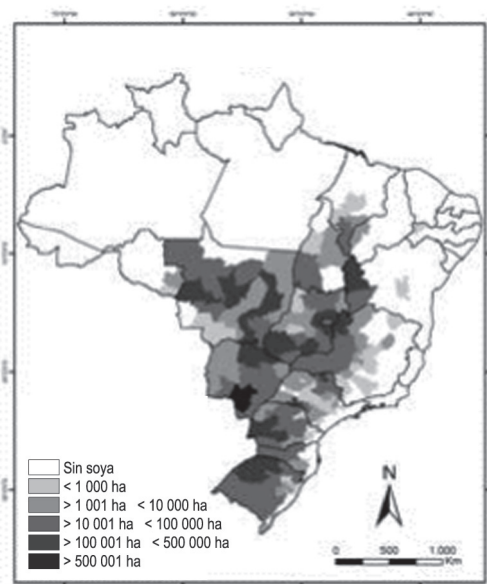 Sin soya
< 1 000 ha
> 1 001 ha < 10 000 ha
> 10 001 ha < 100 000 ha
> 100 001 ha < 500 000 ha
> 500 001 ha
N
0 500 1.000
Km